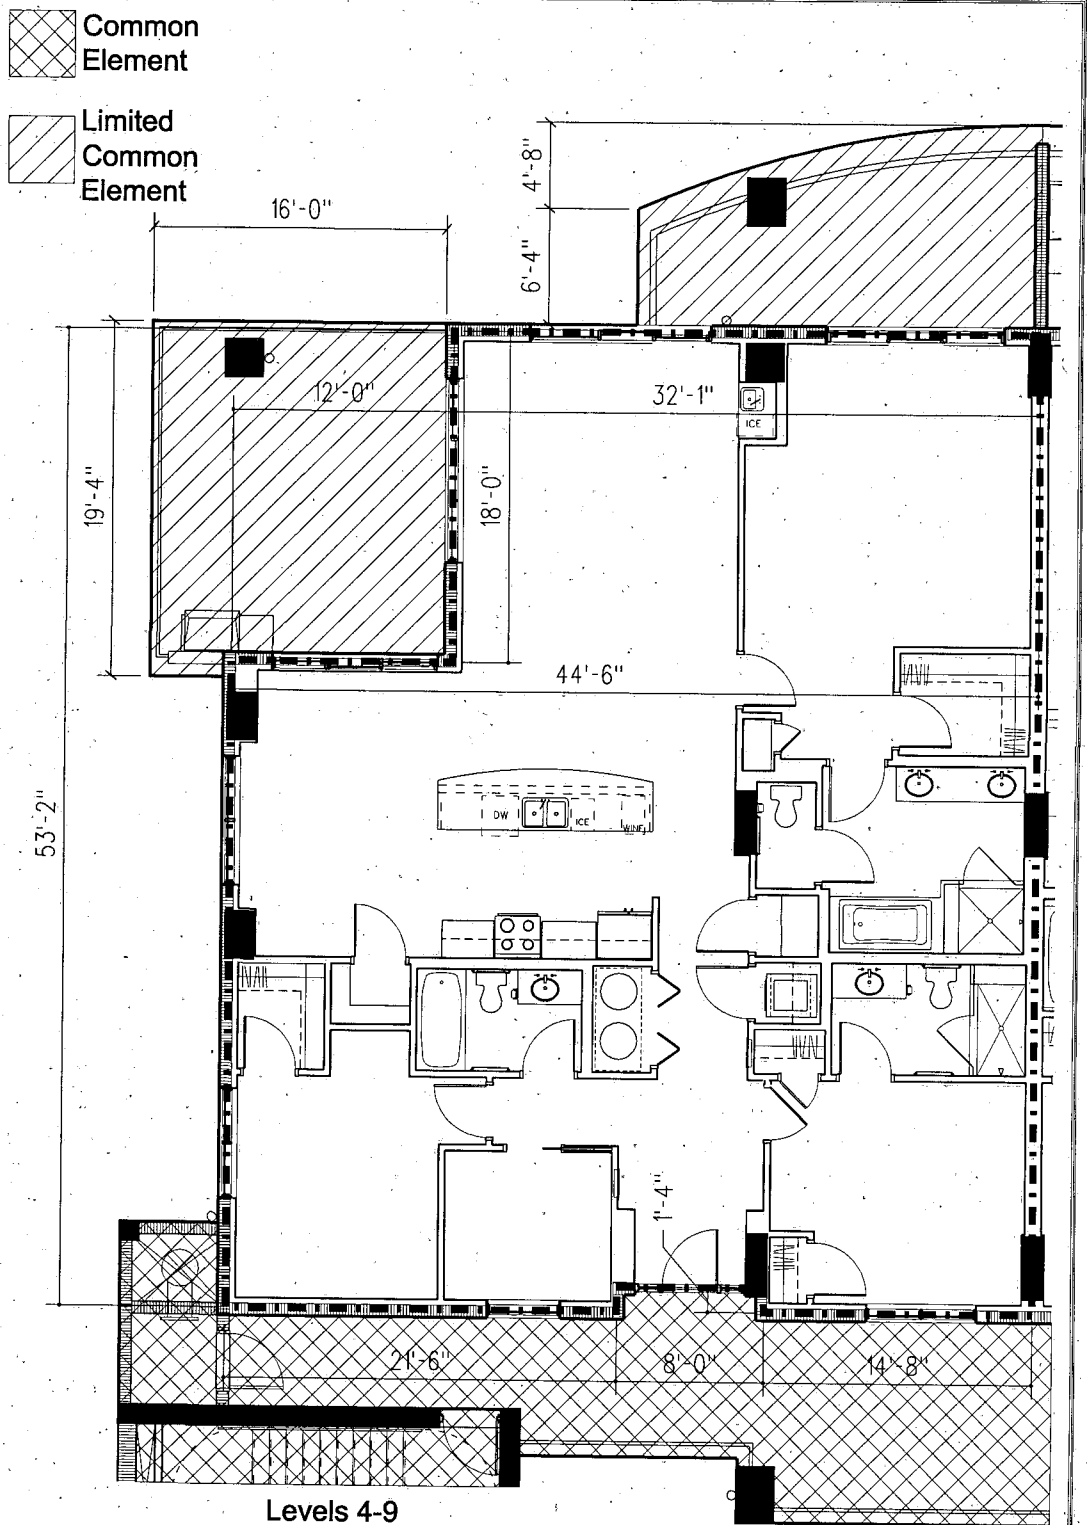 Common
Element
Limited
Common
Element
4'-8"
16'-0"
6'-4"
12'-0"
32'-1"
ICE
19'-4"
18'-0"
44'-6"
53'-2"
DW
ICE
WINE
1'-4"
21'-6"
8'-0"
14'-8"
Levels 4-9